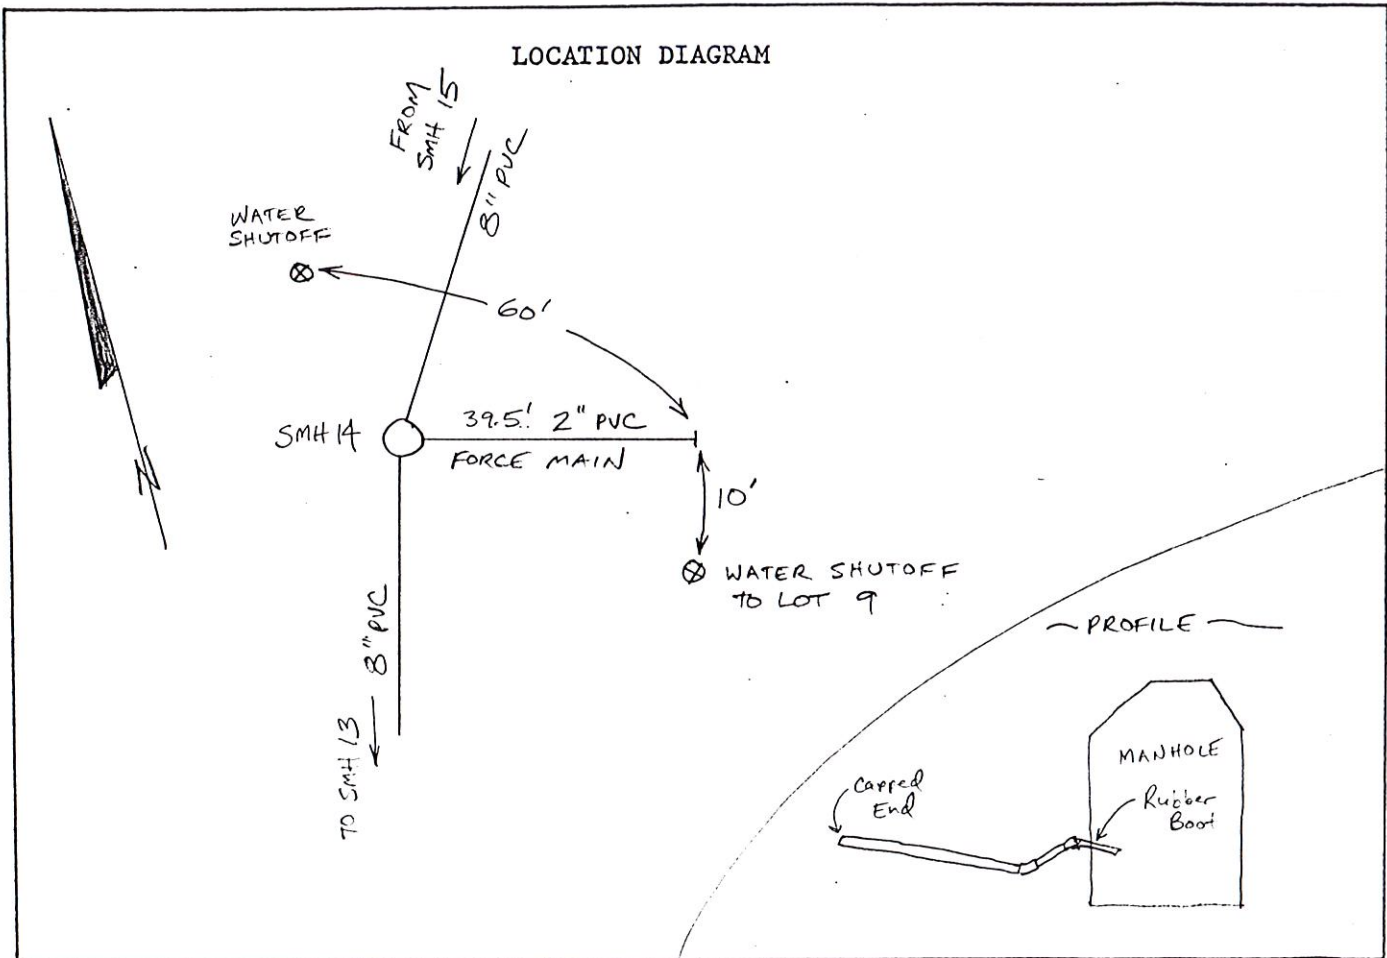 LOCATION DIAGRAM
FROM
SMH 15
8" PVC
WATER
SHUTOFF
60'
SMH 14
39.5' 2" PVC
FORCE MAIN
10'
N
WATER SHUTOFF
TO LOT 9
8" PVC
TO SMH 13
PROFILE
MANHOLE
Capped
End
Rubber
Boot